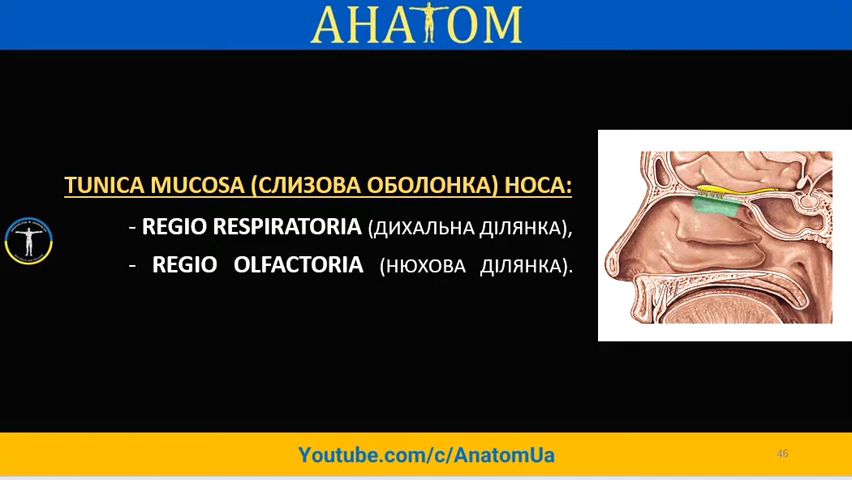 АНАТОМ
TUNICA MUCOSA (СЛИЗОВА ОБОЛОНКА) НОСА:
- REGIO RESPIRATORIA (ДИХАЛЬНА ДІЛЯНКА),
- REGIO OLFACTORIA (НЮХОВА ДІЛЯНКА).
Youtube.com/c/AnatomUa
46